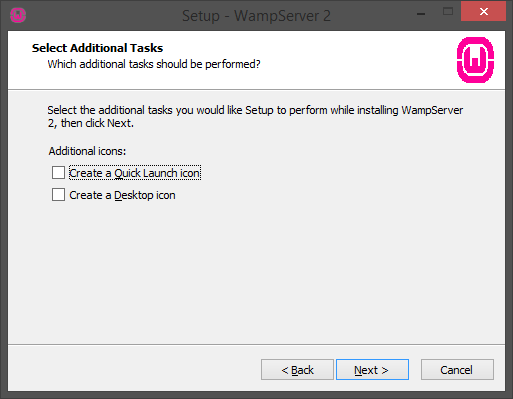 Setup - WampServer 2
Select Additional Tasks
Which additional tasks should be performed?
W
Select the additional tasks you would like Setup to perform while installing WampServer
2, then click Next.
Additional icons:
Create a Quick Launch icon
Create a Desktop icon
< Back
Next >
Cancel